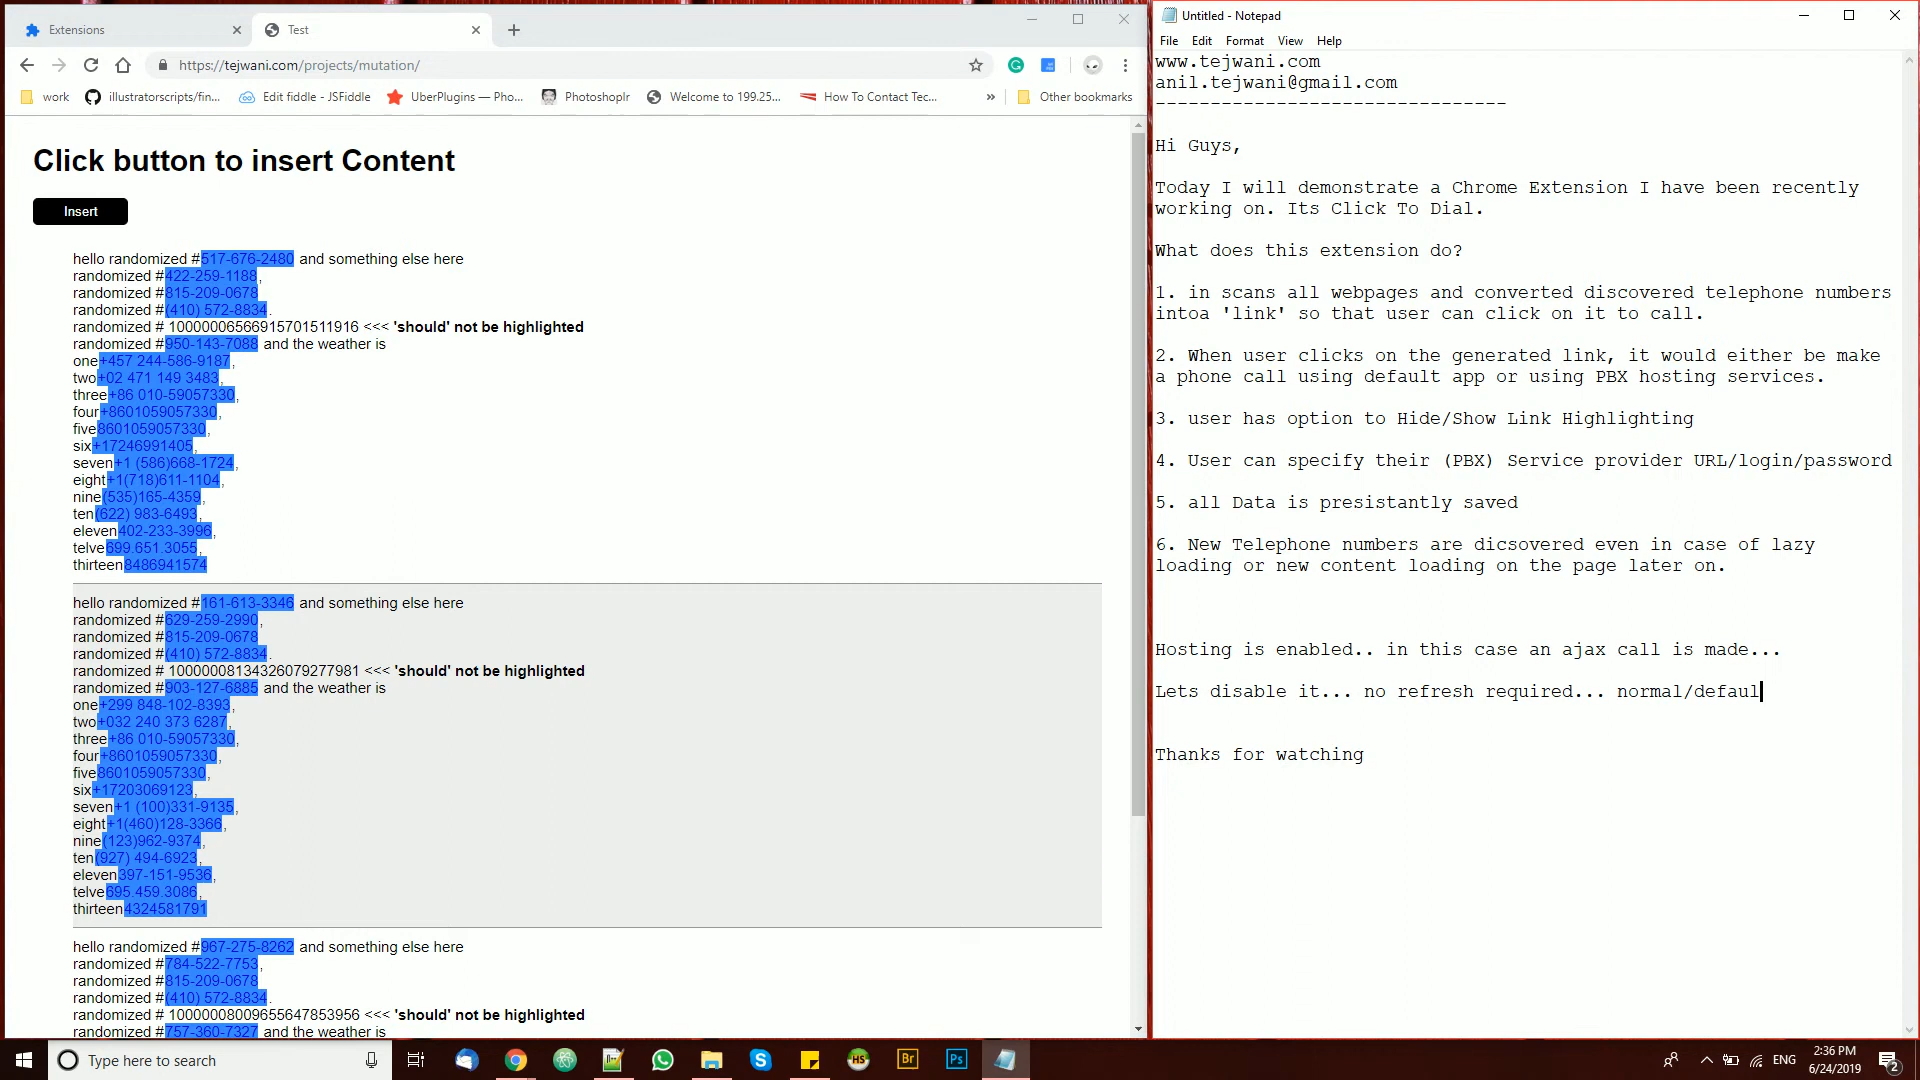 Extensions
Test
https://tejwani.com/projects/mutation/
work
illustratorscripts/fin...
Edit fiddle - JSFiddle
UberPlugins — Pho...
Photoshoplr
Welcome to 199.25...
How To Contact Tec...
»
Other bookmarks
Click button to insert Content
Insert
hello randomized #517-676-2480 and something else here
randomized #422-259-1188,
randomized #815-209-0678
randomized #(410) 572-8834.
randomized # 10000006566915701511916 <<< 'should' not be highlighted
randomized #950-143-7088 and the weather is
one+457 244-586-9187,
two+02 471 149 3483,
three+86 010-59057330,
four+8601059057330,
five8601059057330,
six+17246991405,
seven+1 (586)668-1724,
eight+1(718)611-1104,
nine(535)165-4359,
ten(622) 983-6493,
eleven402-233-3996,
telve699.651.3055,
thirteen8486941574
hello randomized #161-613-3346 and something else here
randomized #629-259-2990,
randomized #815-209-0678
randomized #(410) 572-8834.
randomized # 10000008134326079277981 <<< 'should' not be highlighted
randomized #903-127-6885 and the weather is
one+299 848-102-8393,
two+032 240 373 6287,
three+86 010-59057330,
four+8601059057330,
five8601059057330,
six+17203069123,
seven+1 (100)331-9135,
eight+1(460)128-3366,
nine(123)962-9374,
ten(927) 494-6923,
eleven397-151-9536,
telve695.459.3086,
thirteen4324581791
hello randomized #967-275-8262 and something else here
randomized #784-522-7753,
randomized #815-209-0678
randomized #(410) 572-8834.
randomized # 10000008009655647853956 <<< 'should' not be highlighted
randomized #757-360-7327 and the weather is
Untitled - Notepad
File Edit Format View Help
www.tejwani.com
anil.tejwani@gmail.com
--------------------------------
Hi Guys,
Today I will demonstrate a Chrome Extension I have been recently
working on. Its Click To Dial.
What does this extension do?
1. in scans all webpages and converted discovered telephone numbers
intoa 'link' so that user can click on it to call.
2. When user clicks on the generated link, it would either be make
a phone call using default app or using PBX hosting services.
3. user has option to Hide/Show Link Highlighting
4. User can specify their (PBX) Service provider URL/login/password
5. all Data is presistantly saved
6. New Telephone numbers are dicsovered even in case of lazy
loading or new content loading on the page later on.
Hosting is enabled.. in this case an ajax call is made...
Lets disable it... no refresh required... normal/defaul
Thanks for watching
Type here to search
HS
Br
Ps
ENG
2:36 PM
6/24/2019
2